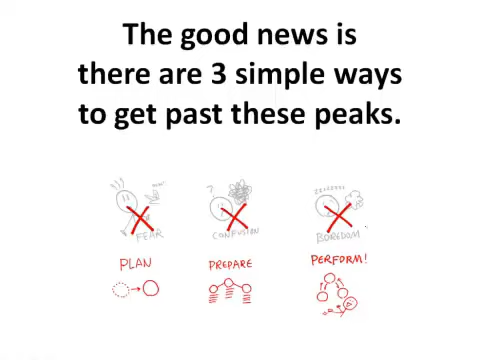 The good news is
there are 3 simple ways
to get past these peaks.
?
ZZZZZZZZ
FEAR
CONFUSION
BOREDOM
PLAN
PREPARE
PERFORM!